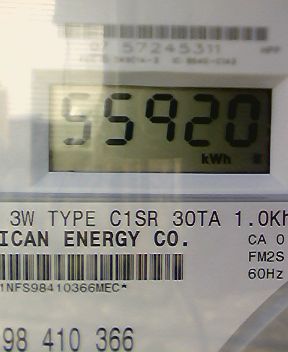 07 57245311
55920
kWh
3W TYPE C1SR 30TA 1.0Kh
ICAN ENERGY CO. CA 0
FM2S
1NFS98410366MEC* 60Hz
98 410 366